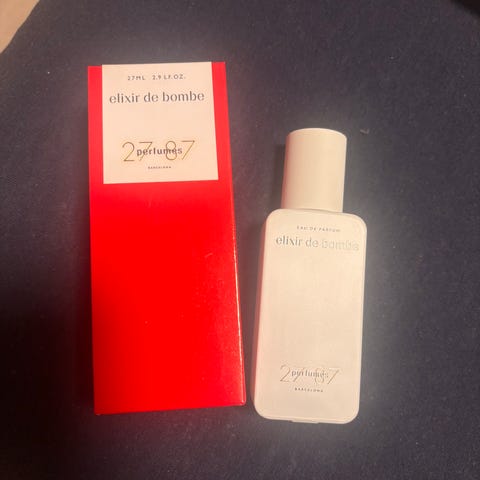 27ML 2.9 LF.OZ.
elixir de bombe
27 87
perfumes
BARCELONA
EAU DE PARFUM
elixir de bombe
27 87
perfumes
BARCELONA